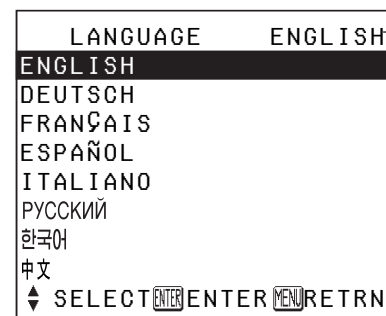 LANGUAGE ENGLISH
ENGLISH
DEUTSCH
FRANÇAIS
ESPAÑOL
ITALIANO
РУССКИЙ
한국어
中文
SELECT ENTER ENTER MENU RETRN